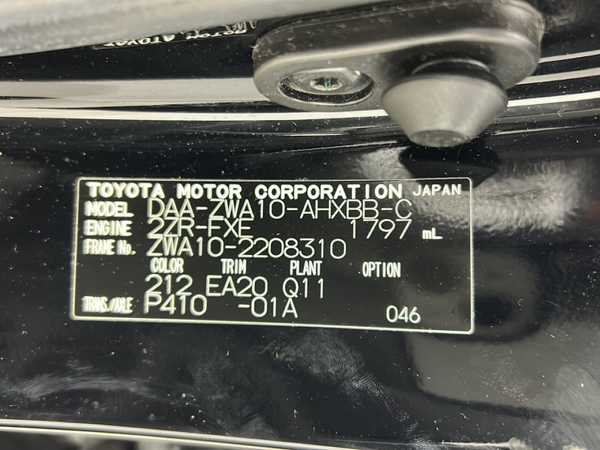 TOYOTA MOTOR CORPORATION JAPAN
MODEL DAA-ZWA10-AHXBB-C
ENGINE 2ZR-FXE 1797 mL
FRAME No. ZWA10-2208310
COLOR TRIM PLANT OPTION
212 EA20 Q11
TRANS./AXLE P410 -01A 046